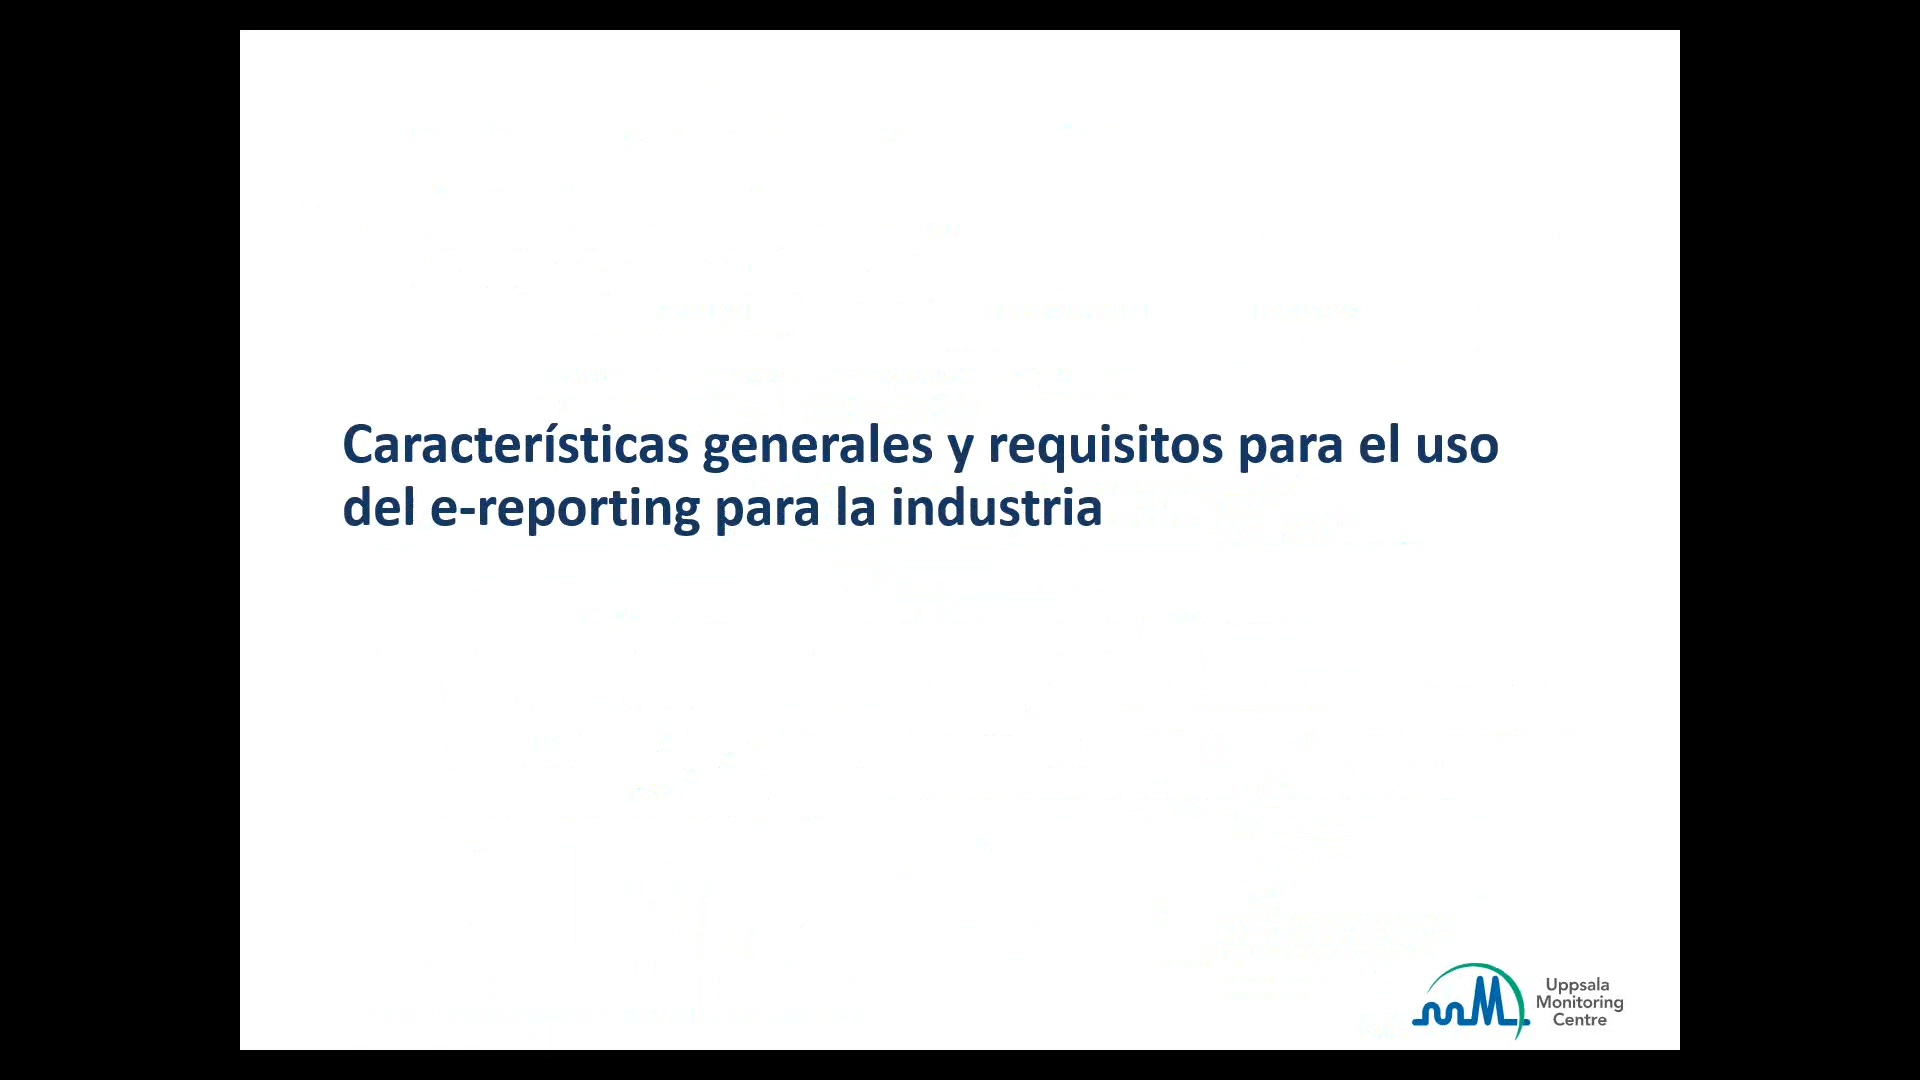 Características generales y requisitos para el uso
del e-reporting para la industria
Uppsala
Monitoring
Centre